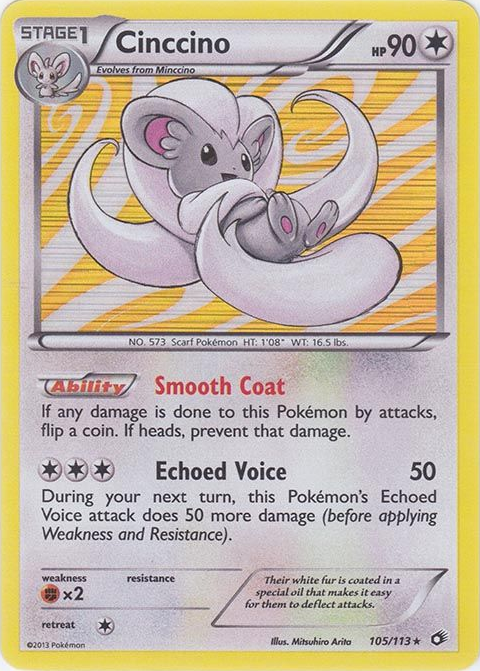 STAGE1
Cinccino
HP 90
Evolves from Minccino
NO. 573 Scarf Pokémon HT: 1'08" WT: 16.5 lbs.
Ability Smooth Coat
If any damage is done to this Pokémon by attacks,
flip a coin. If heads, prevent that damage.
Echoed Voice 50
During your next turn, this Pokémon's Echoed
Voice attack does 50 more damage (before applying
Weakness and Resistance).
weakness resistance
×2
retreat
Their white fur is coated in a
special oil that makes it easy
for them to deflect attacks.
©2013 Pokémon
Illus. Mitsuhiro Arita 105/113 ★